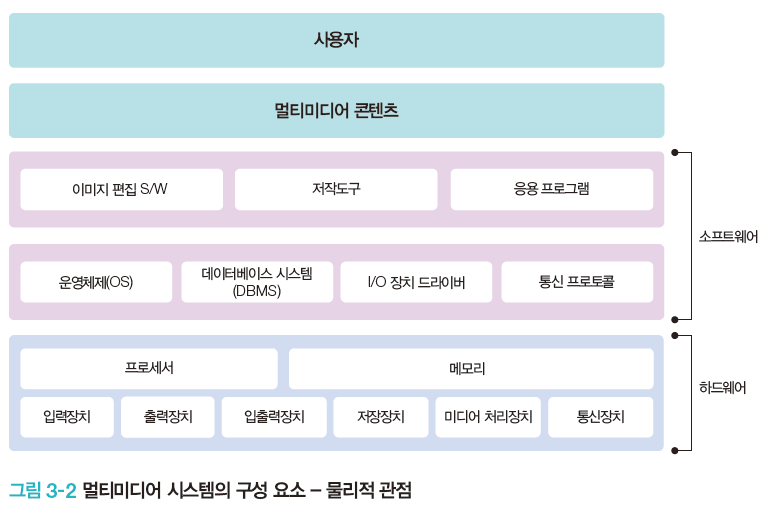 사용자
멀티미디어 콘텐츠
이미지 편집 S/W
저작도구
응용 프로그램
소프트웨어
운영체제(OS)
데이터베이스 시스템
(DBMS)
I/O 장치 드라이버
통신 프로토콜
프로세서
메모리
하드웨어
입력장치
출력장치
입출력장치
저장장치
미디어 처리장치
통신장치
그림 3-2 멀티미디어 시스템의 구성 요소 – 물리적 관점